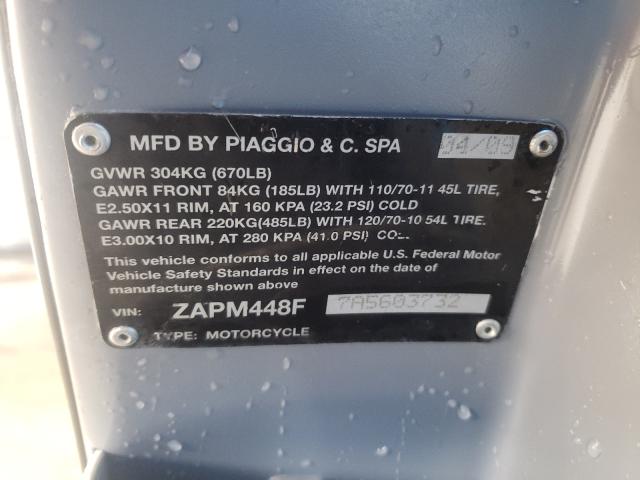 MFD BY PIAGGIO & C. SPA 04/09
GVWR 304KG (670LB)
GAWR FRONT 84KG (185LB) WITH 110/70-11 45L TIRE,
E2.50X11 RIM, AT 160 KPA (23.2 PSI) COLD
GAWR REAR 220KG(485LB) WITH 120/70-10 54L TIRE.
E3.00X10 RIM, AT 280 KPA (41.0 PSI) COL
This vehicle conforms to all applicable U.S. Federal Motor
Vehicle Safety Standards in effect on the date of
manufacture shown above
VIN: ZAPM448F 7A5603732
TYPE: MOTORCYCLE